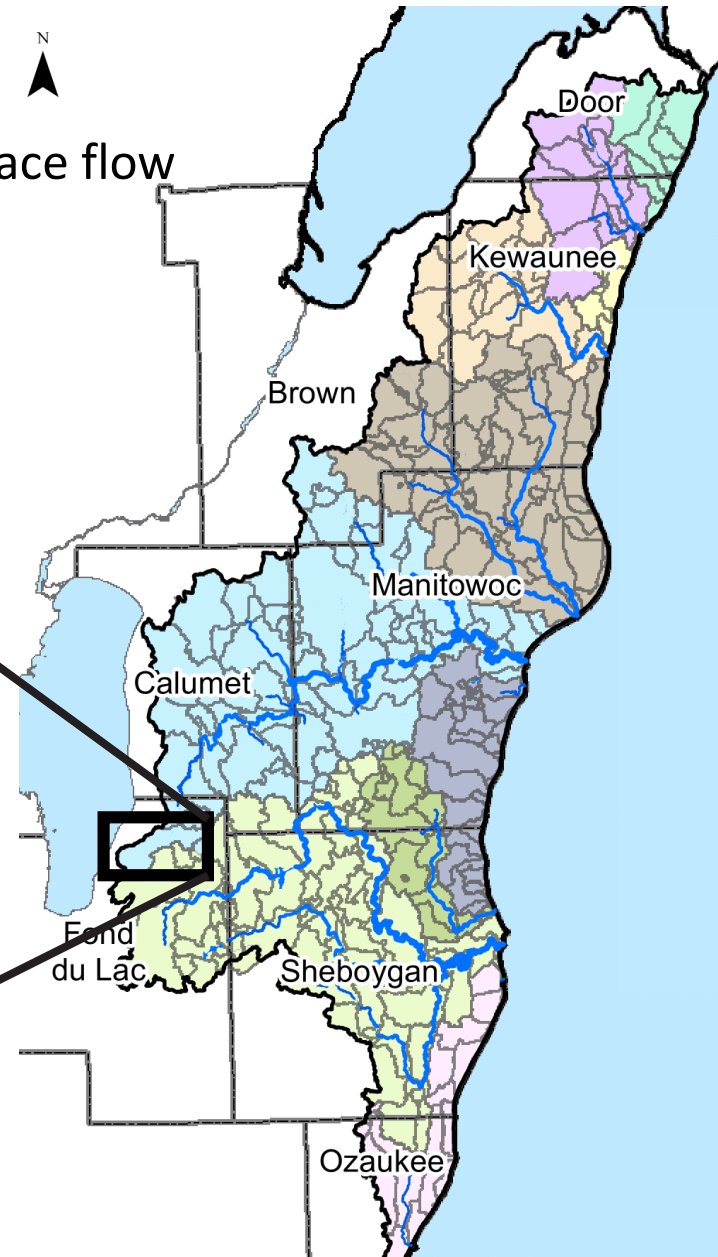 N
Door
ace flow
Kewaunee
Brown
Manitowoc
Calumet
Fond
du Lac
Sheboygan
Ozaukee